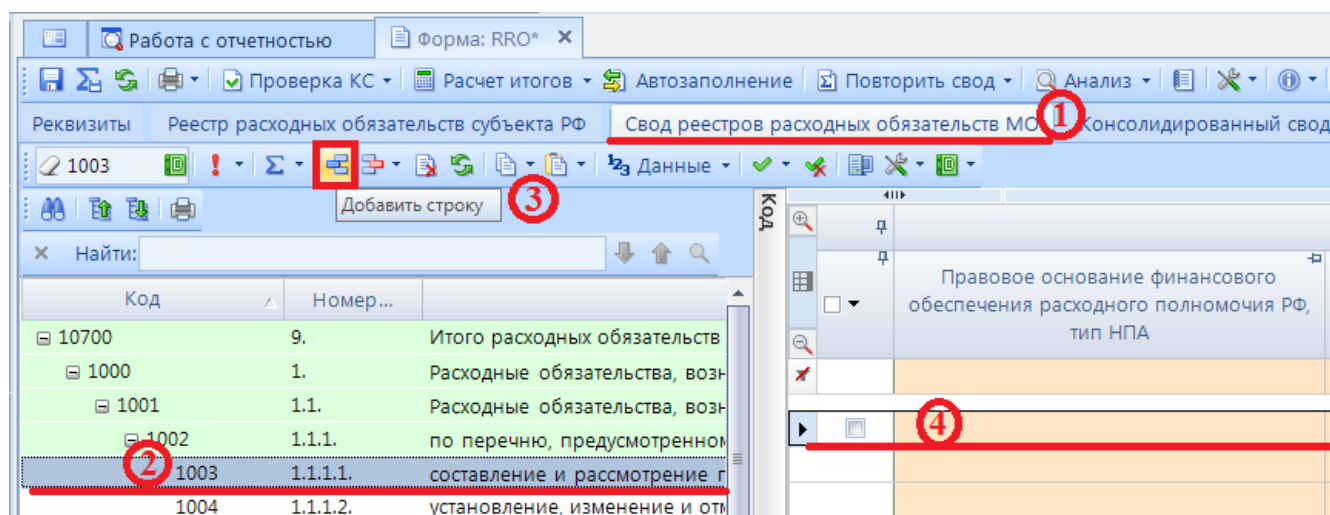 Работа с отчетностью Форма: RRO*
Проверка КС Расчет итогов Автозаполнение Повторить свод Анализ
Реквизиты Реестр расходных обязательств субъекта РФ Свод реестров расходных обязательств МО 1 Консолидированный свод
1003 ½₃ Данные
Добавить строку 3
Код
Найти:
Код Номер...
Правовое основание финансового
обеспечения расходного полномочия РФ,
тип НПА
10700 9. Итого расходных обязательств
1000 1. Расходные обязательства, возн
1001 1.1. Расходные обязательства, возн
1002 1.1.1. по перечню, предусмотренном
4
2 1003 1.1.1.1. составление и рассмотрение п
1004 1.1.1.2. установление, изменение и отм